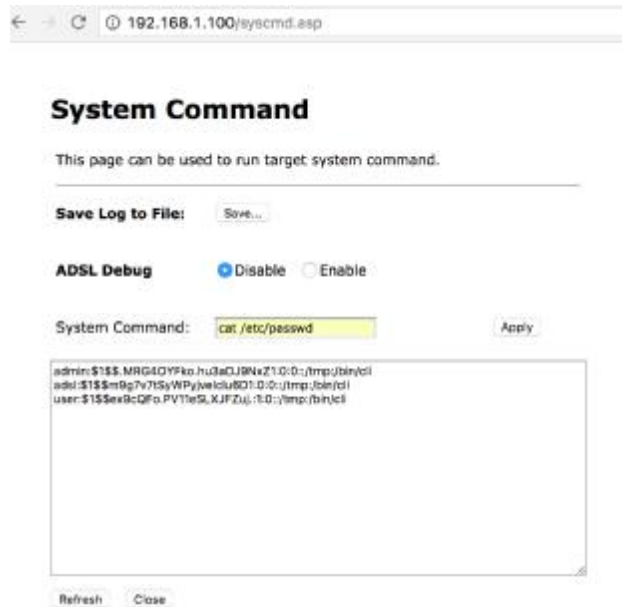 192.168.1.100/syscmd.asp
System Command
This page can be used to run target system command.
Save Log to File: Save...
ADSL Debug Disable Enable
System Command: cat /etc/passwd Apply
Refresh Close